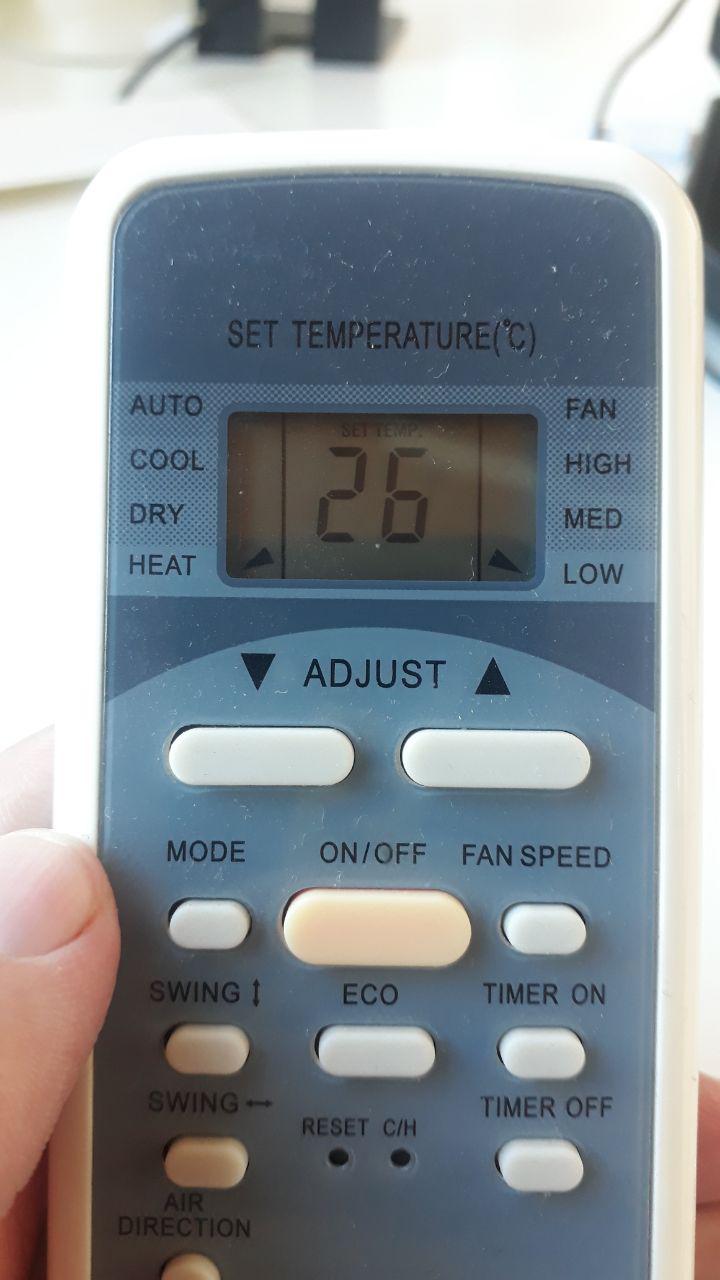 SET TEMPERATURE(°C)
AUTO
COOL
DRY
HEAT
SET TEMP.
26
FAN
HIGH
MED
LOW
▼ ADJUST ▲
MODE ON/OFF FAN SPEED
SWING ↕ ECO TIMER ON
SWING ↔ RESET C/H TIMER OFF
AIR
DIRECTION